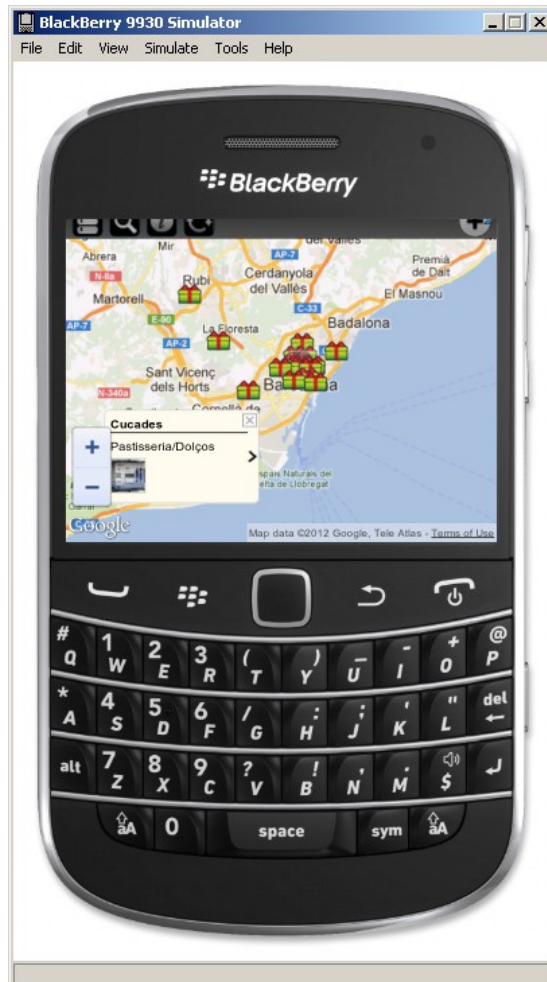 BlackBerry 9930 Simulator
File Edit View Simulate Tools Help
BlackBerry
Abrera
Mir
del Vallès
AP-7
Premià
de Dalt
N-IIa
Rubí
Cerdanyola
del Vallès
El Masnou
Martorell
C-33
AP-7
E-90
La Floresta
Badalona
AP-2
Sant Vicenç
dels Horts
N-340a
Cornellà de
Cucades
Pastisseria/Dolços
+
>
−
Google
Map data ©2012 Google, Tele Atlas - Terms of Use
# Q 1 W 2 E 3 R ( T ) Y _ U - I + O @ P
* A 4 S 5 D 6 F / G : H ; J ' K " L del
alt 7 Z 8 X 9 C ? V ! B , N . M $
aA 0 space sym aA